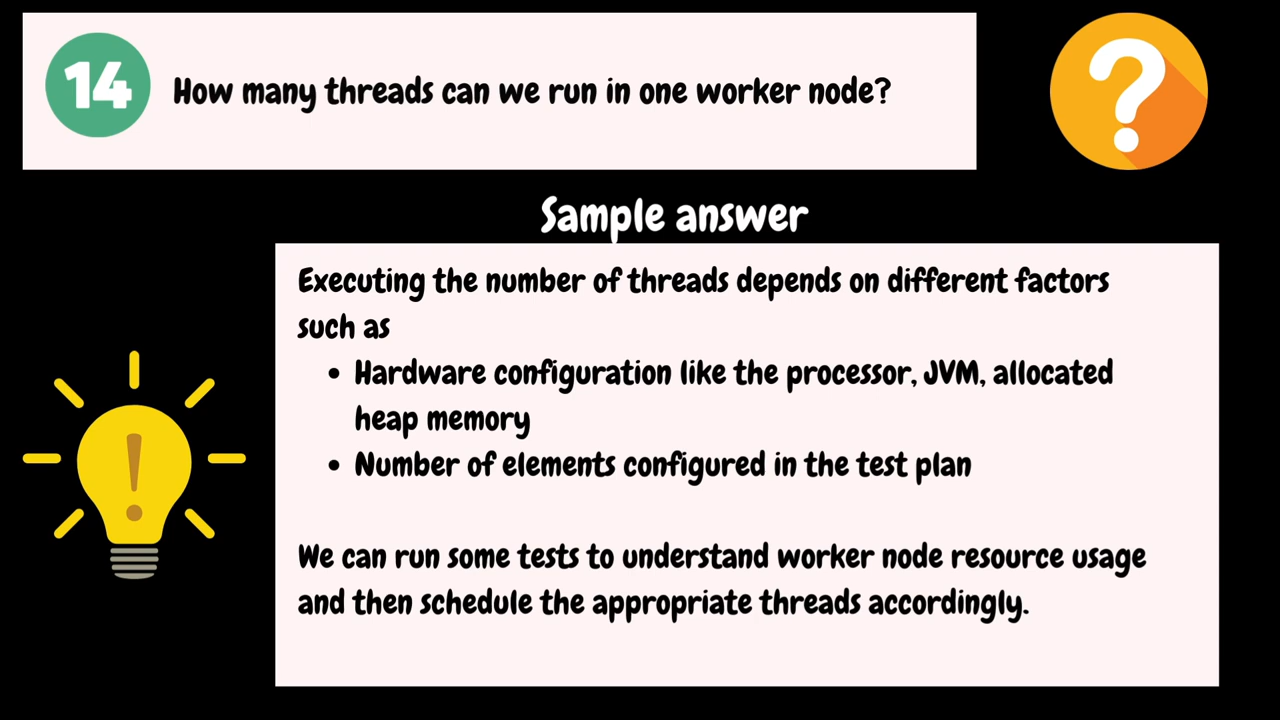 14
How many threads can we run in one worker node?
?
Sample answer
Executing the number of threads depends on different factors
such as
• Hardware configuration like the processor, JVM, allocated
heap memory
• Number of elements configured in the test plan
We can run some tests to understand worker node resource usage
and then schedule the appropriate threads accordingly.
!